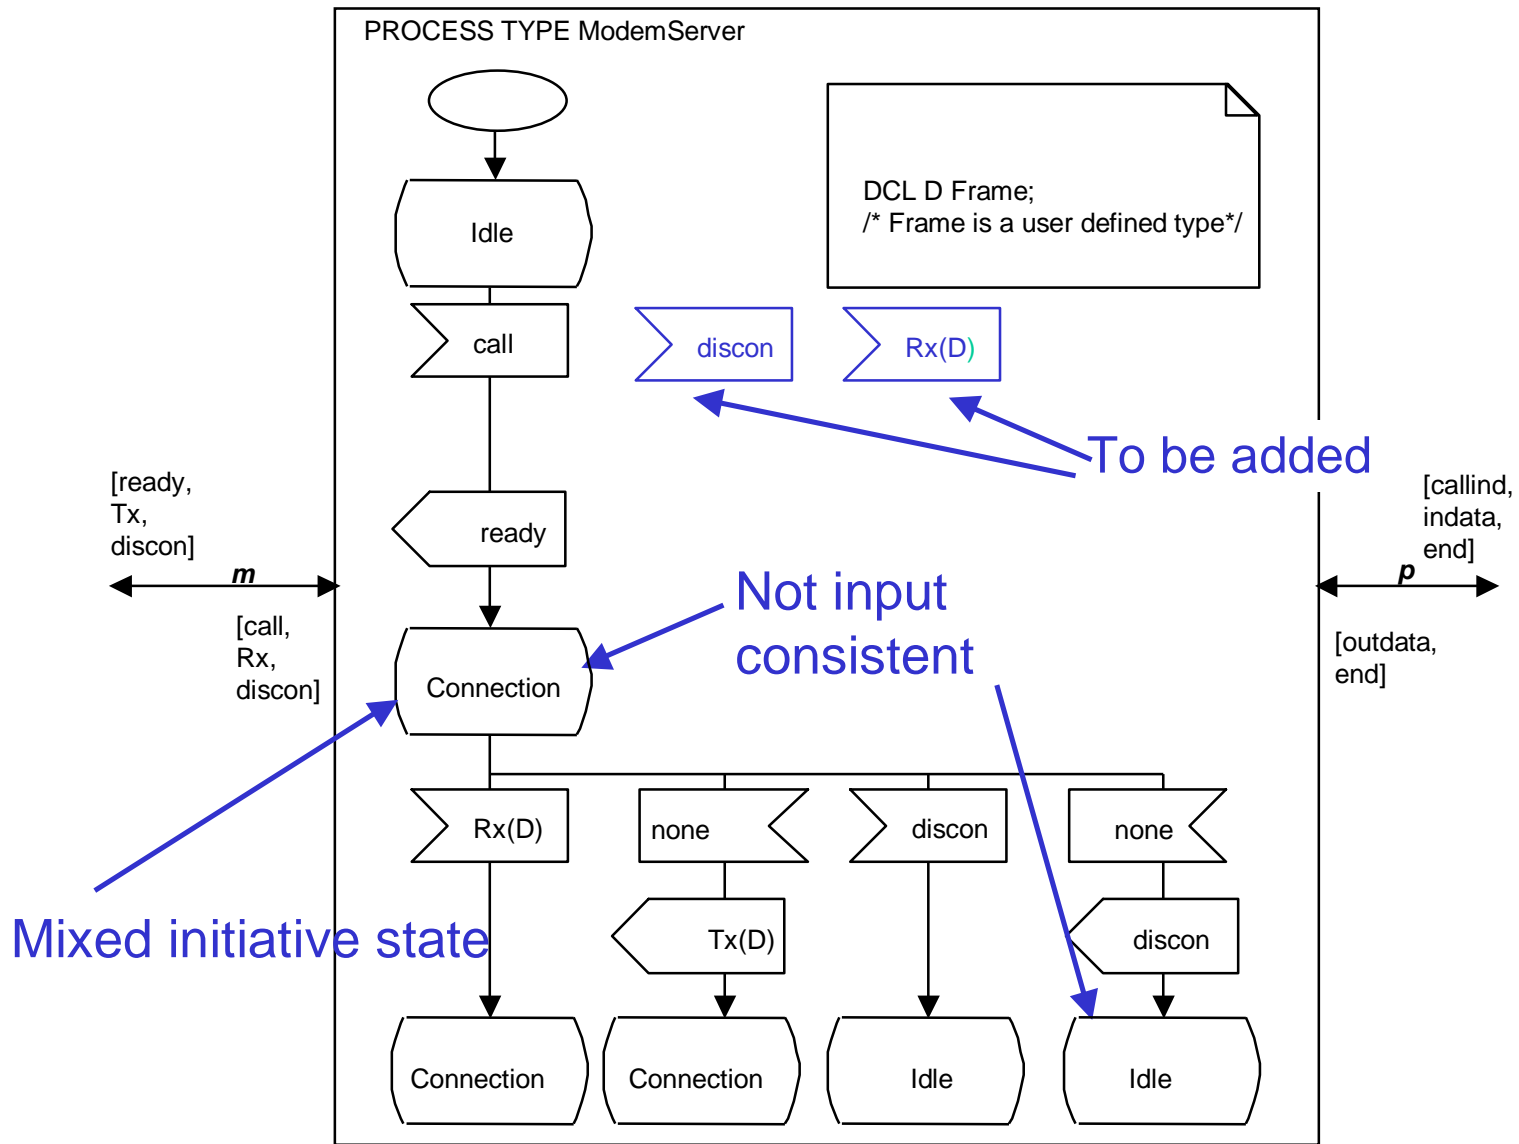 PROCESS TYPE ModemServer
DCL D Frame;
/* Frame is a user defined type*/
Idle
call
discon
Rx(D)
To be added
[ready,
Tx,
discon]
m
[call,
Rx,
discon]
ready
[callind,
indata,
end]
p
[outdata,
end]
Not input
consistent
Connection
Rx(D)
none
discon
none
Mixed initiative state
Tx(D)
discon
Connection
Connection
Idle
Idle